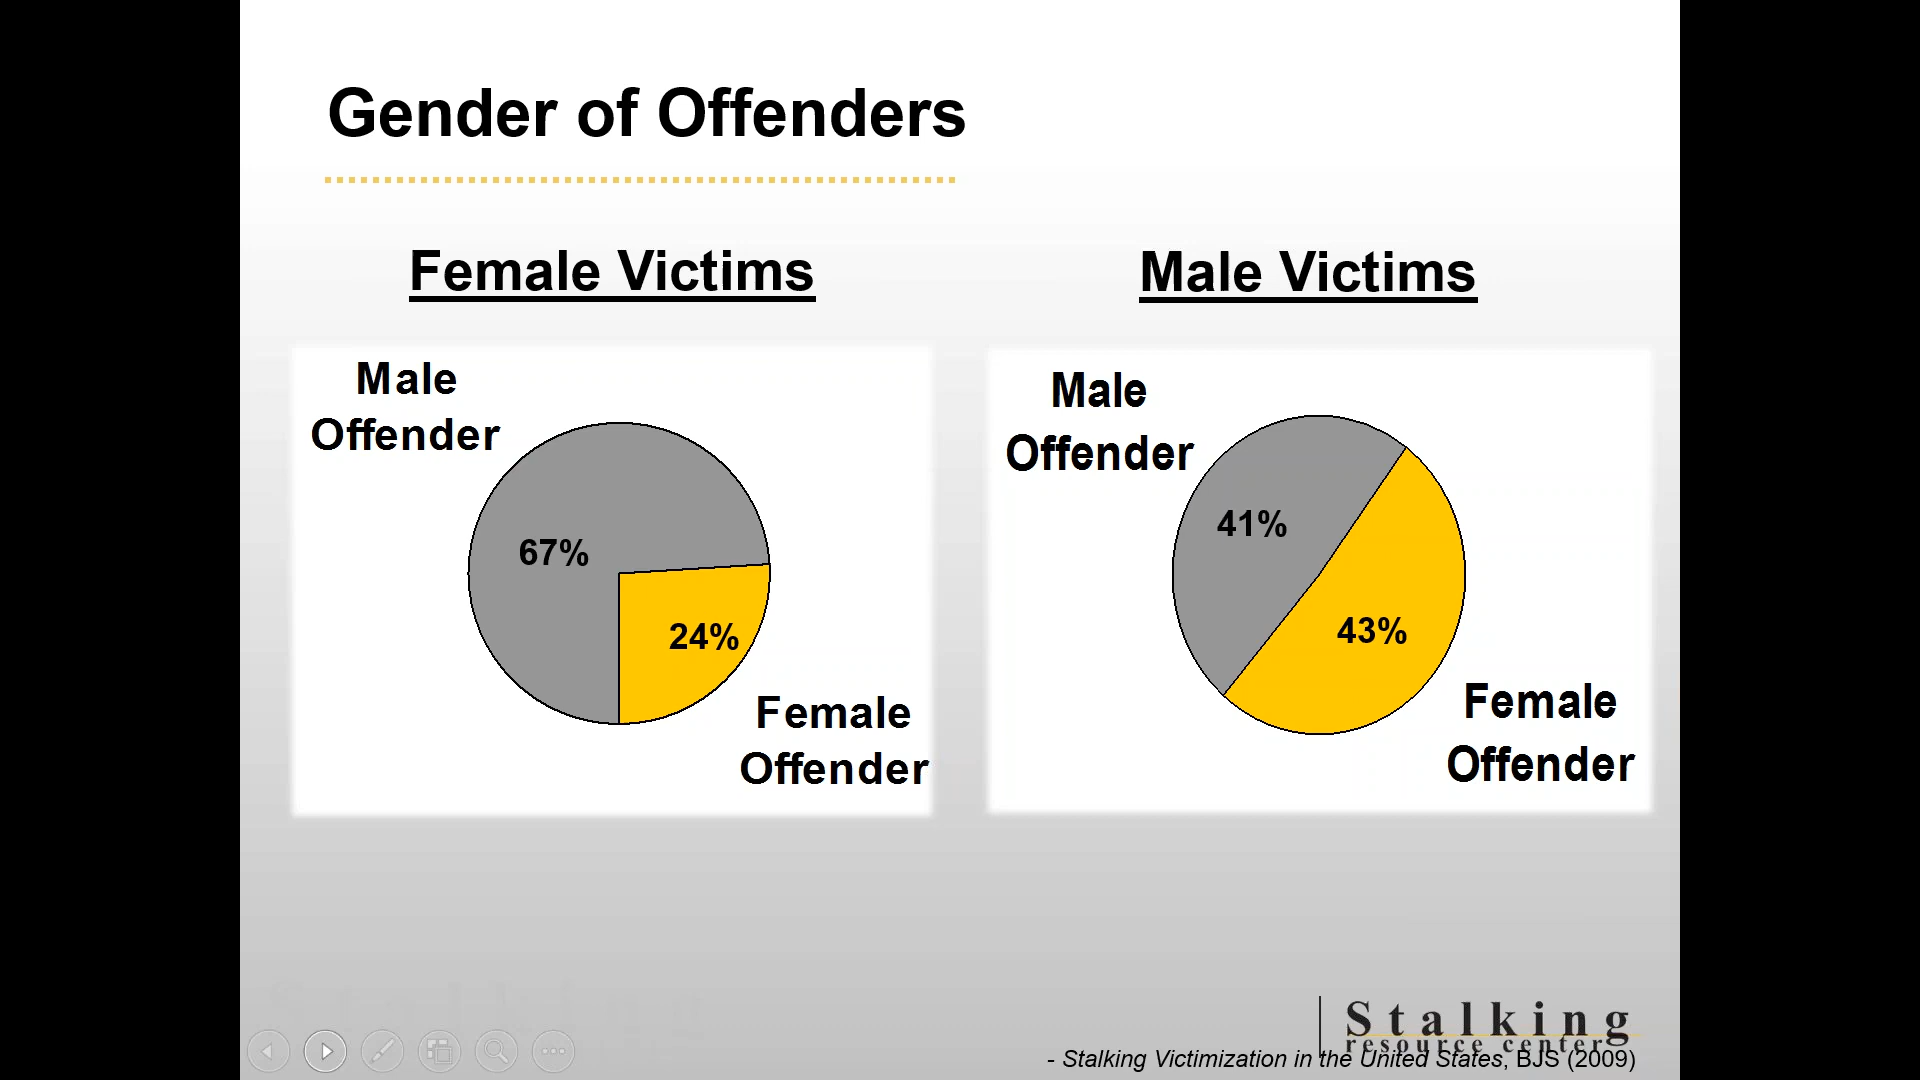 Gender of Offenders
Female Victims
Male Victims
Male
Offender
67%
24%
Female
Offender
Male
Offender
41%
43%
Female
Offender
Stalking
resource center
- Stalking Victimization in the United States, BJS (2009)